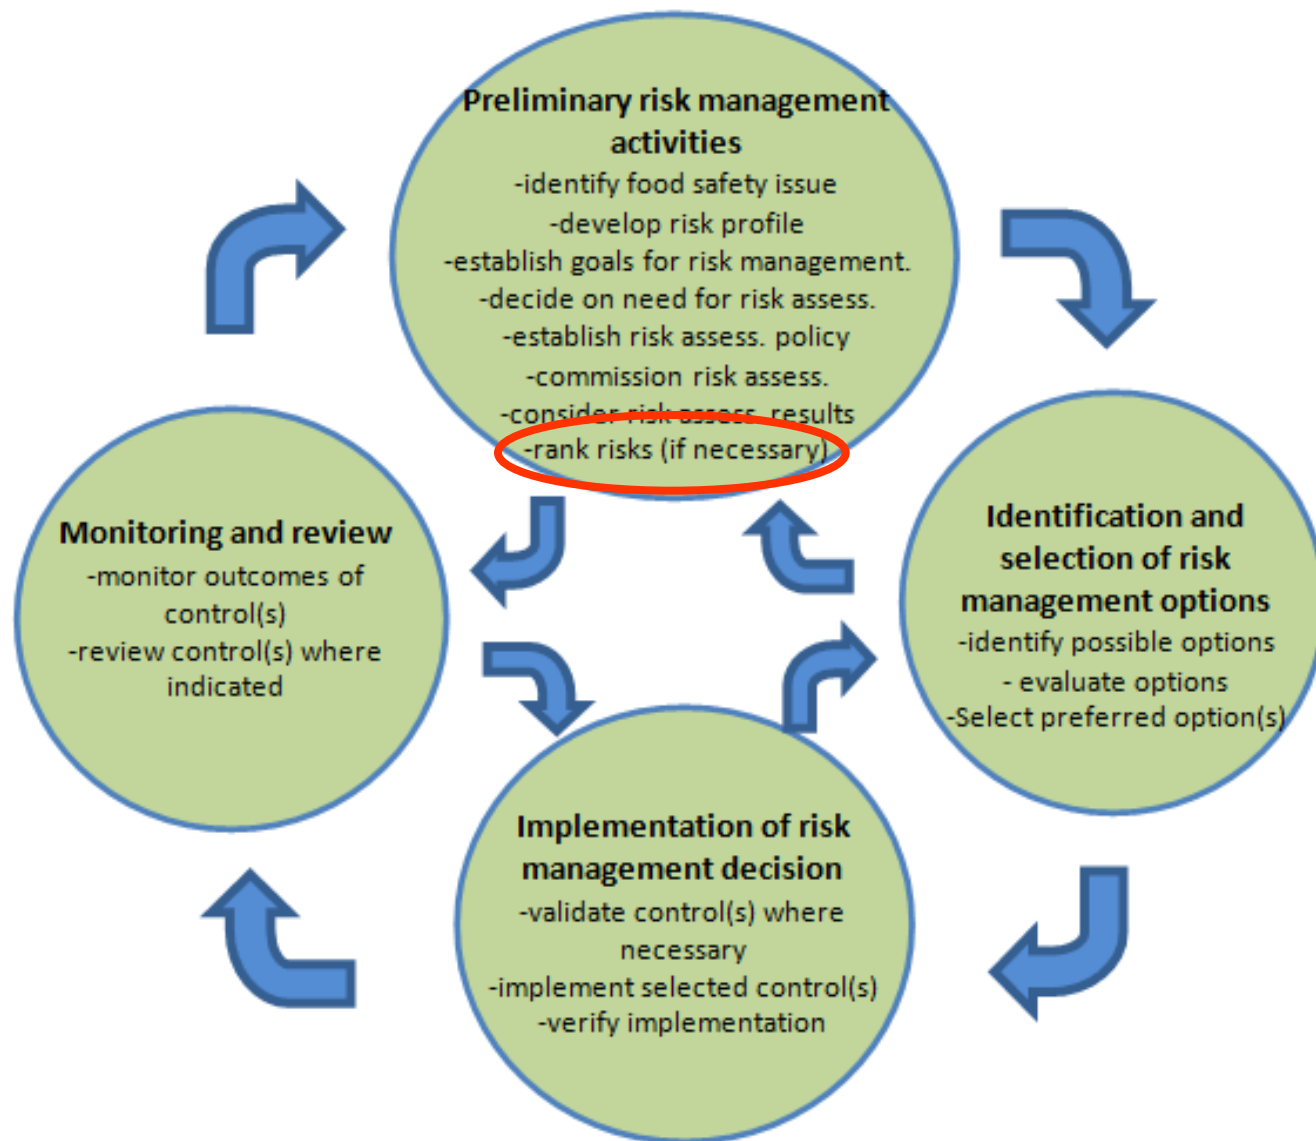 Preliminary risk management
activities
-identify food safety issue
-develop risk profile
-establish goals for risk management.
-decide on need for risk assess.
-establish risk assess. policy
-commission risk assess.
-consider risk assess. results
-rank risks (if necessary)
Monitoring and review
-monitor outcomes of
control(s)
-review control(s) where
indicated
Identification and
selection of risk
management options
-identify possible options
- evaluate options
-Select preferred option(s)
Implementation of risk
management decision
-validate control(s) where
necessary
-implement selected control(s)
-verify implementation